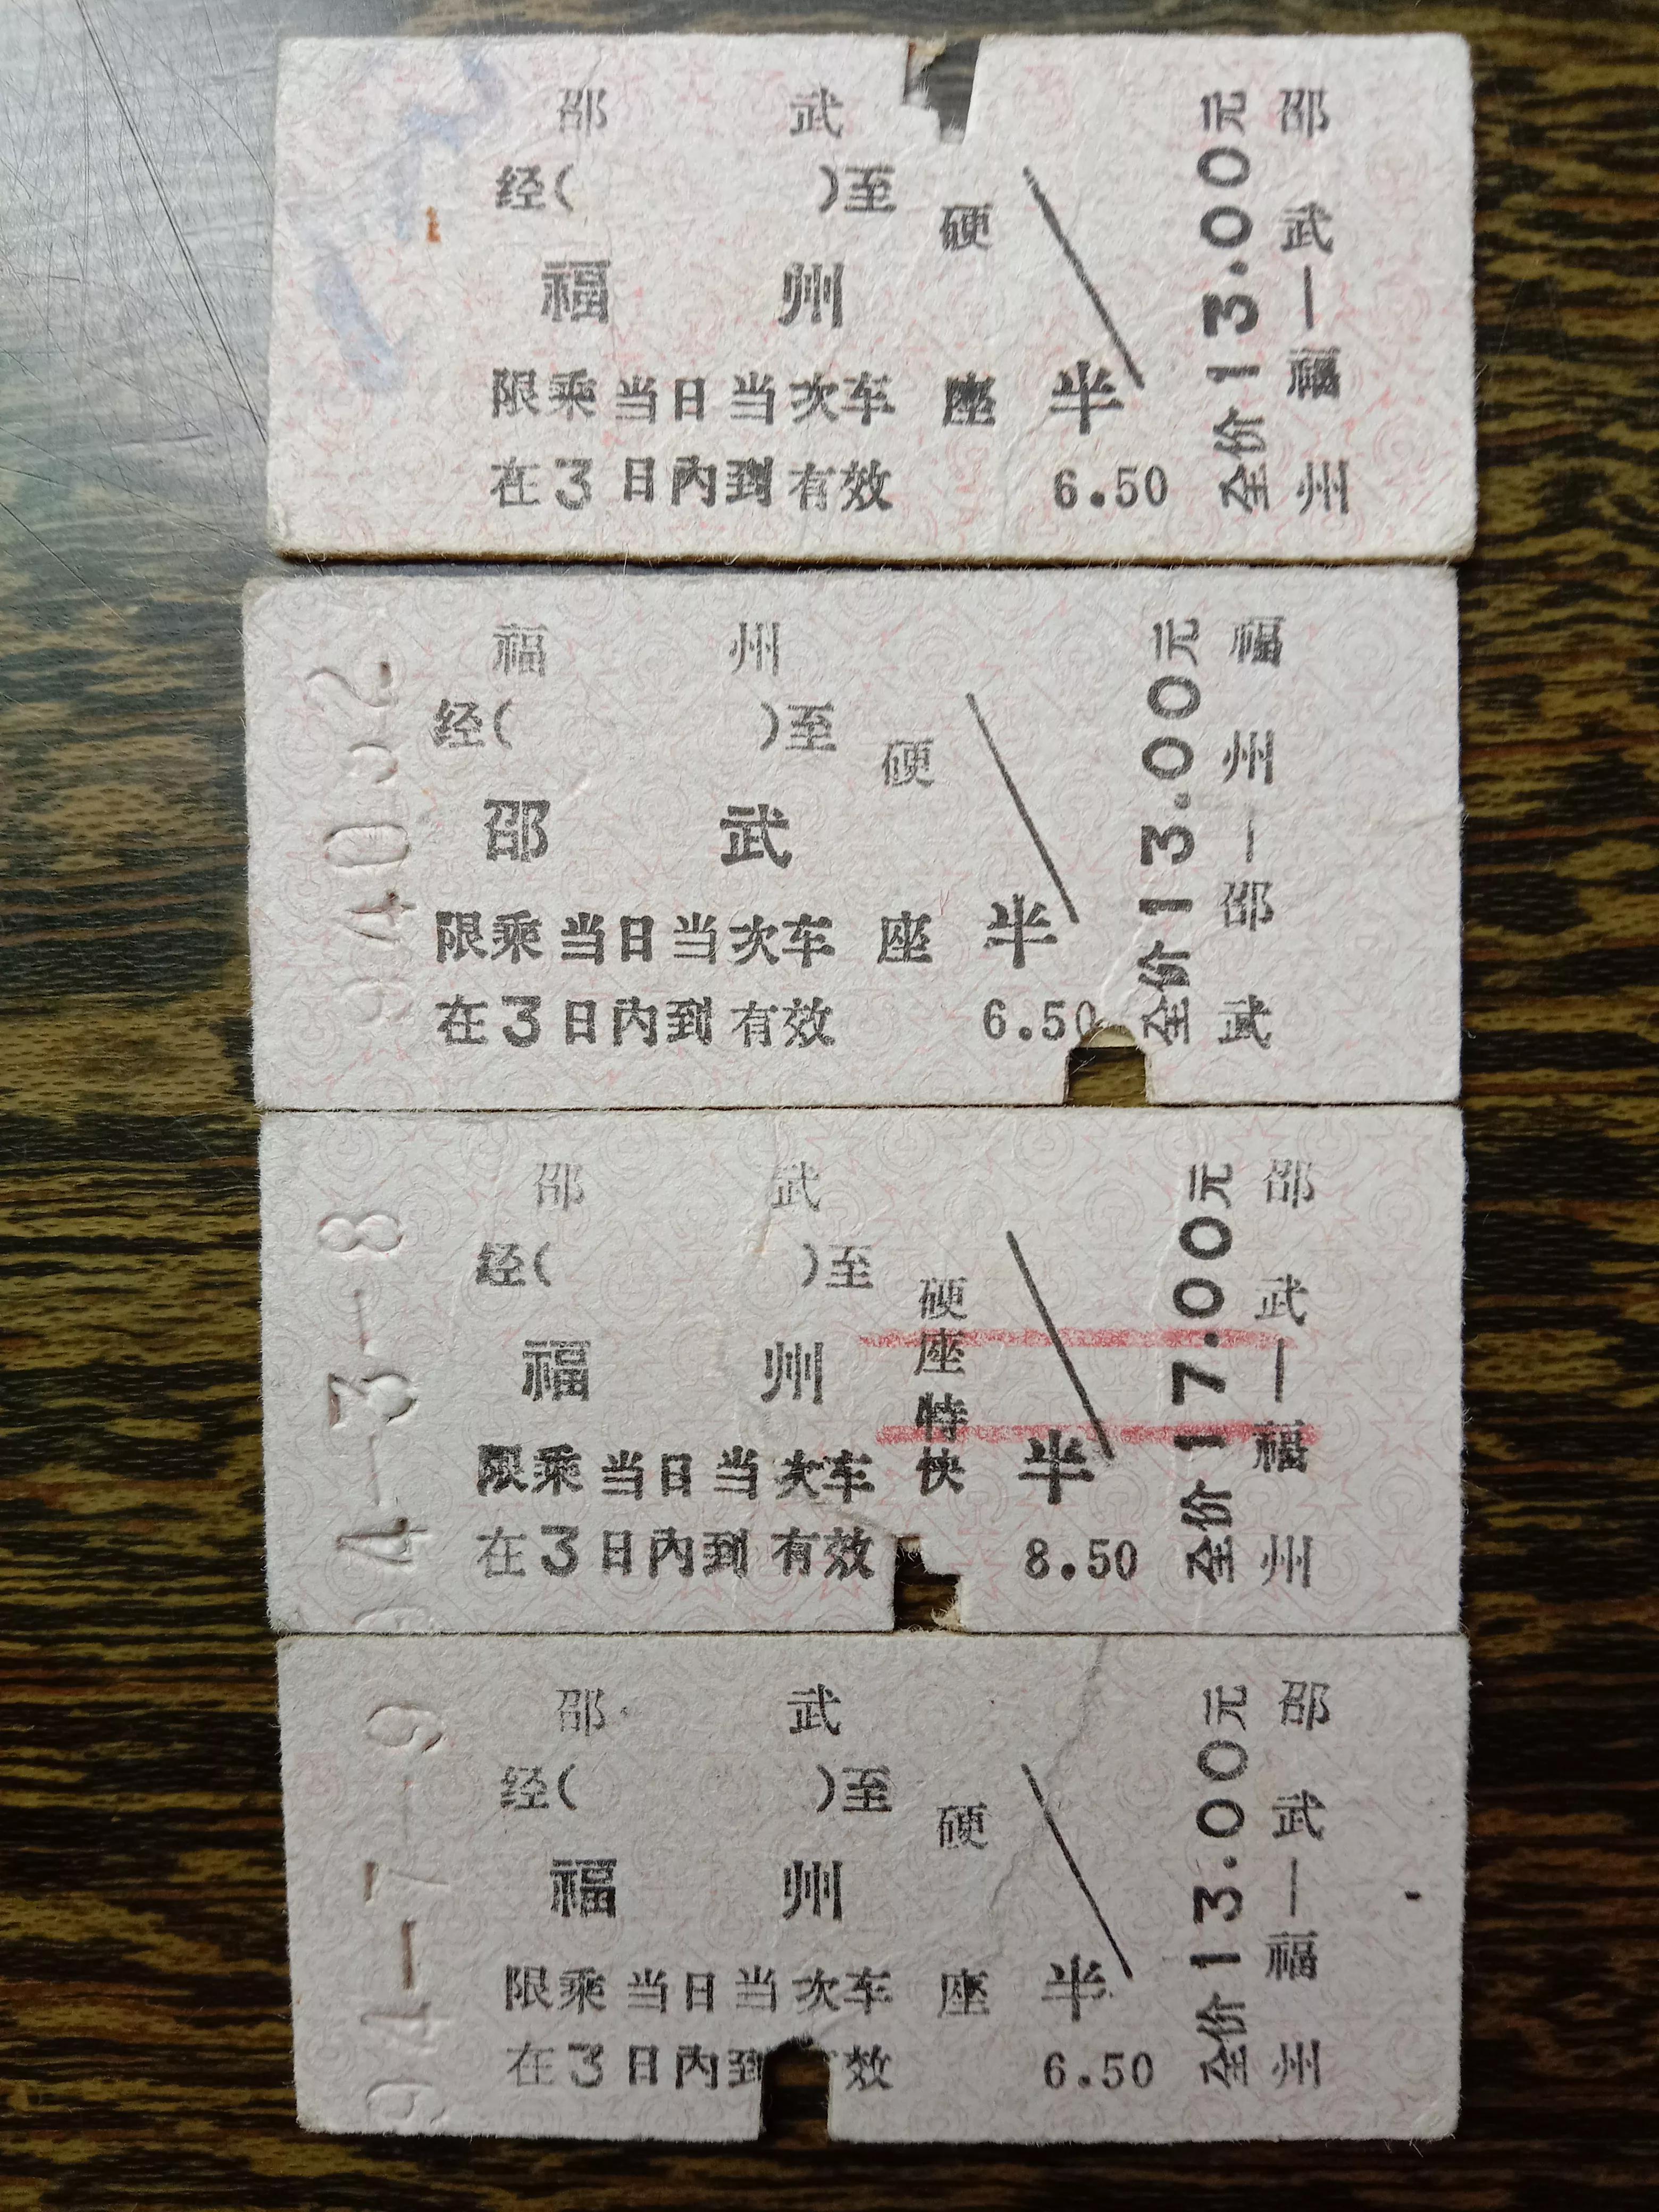 邵 武
经( )至
福 州
限乘当日当次车
在3日内到有效
硬座
半
6.50
全价13.00元
邵武—福州
福 州
经( )至
邵 武
限乘当日当次车
在3日内到有效
硬座
半
6.50
全价13.00元
福州—邵武
邵 武
经( )至
福 州
限乘当日当次车
在3日内到有效
硬座特快
半
8.50
全价17.00元
邵武—福州
94-3-8
邵 武
经( )至
福 州
限乘当日当次车
在3日内到 效
硬座
半
6.50
全价13.00元
邵武—福州
94-7-9